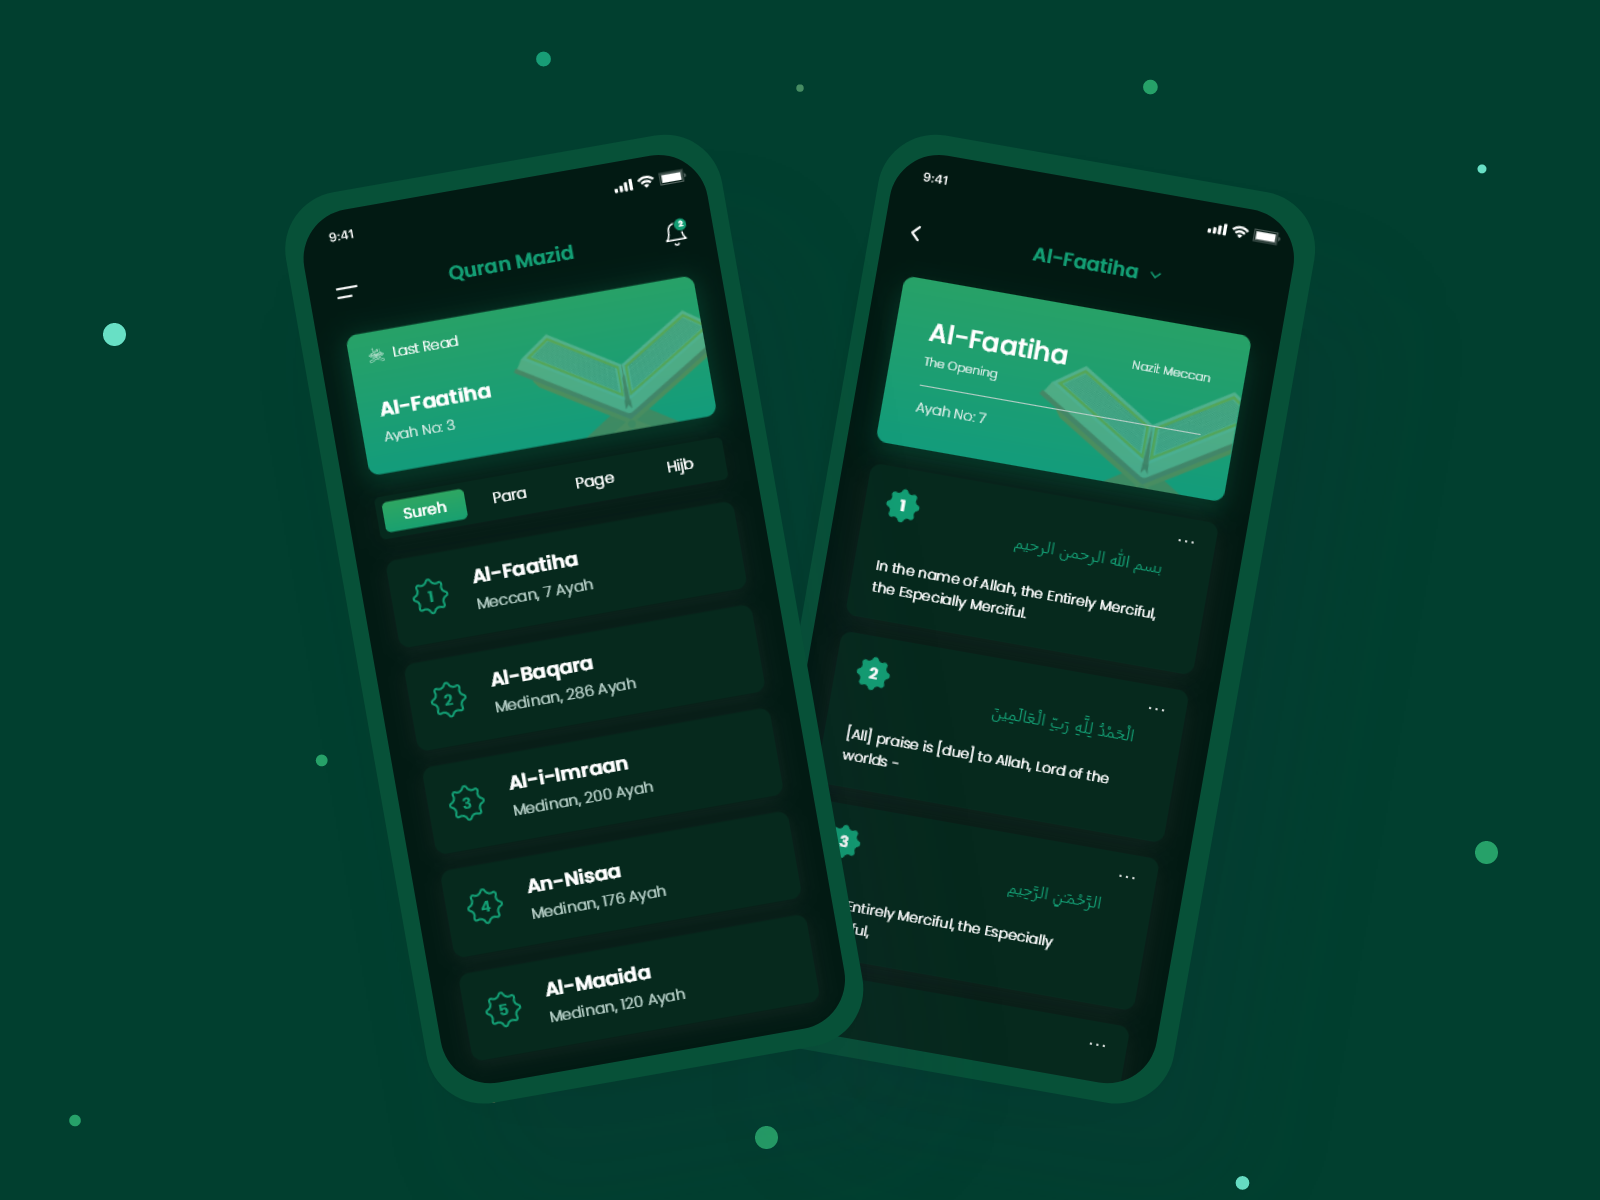 9:41
Quran Mazid
2
Last Read
Al-Faatiha
Ayah No: 3
Sureh
Para
Page
Hijb
1
Al-Faatiha
Meccan, 7 Ayah
2
Al-Baqara
Medinan, 286 Ayah
3
Al-i-Imraan
Medinan, 200 Ayah
4
An-Nisaa
Medinan, 176 Ayah
5
Al-Maaida
Medinan, 120 Ayah
9:41
Al-Faatiha
Al-Faatiha
The Opening
Nazil: Meccan
Ayah No: 7
1
...
بسم الله الرحمن الرحيم
In the name of Allah, the Entirely Merciful,
the Especially Merciful.
2
...
الْحَمْدُ لِلَّهِ رَبِّ الْعَالَمِينَ
[All] praise is [due] to Allah, Lord of the
worlds -
3
...
الرَّحْمَٰنِ الرَّحِيمِ
Entirely Merciful, the Especially
ful,
...